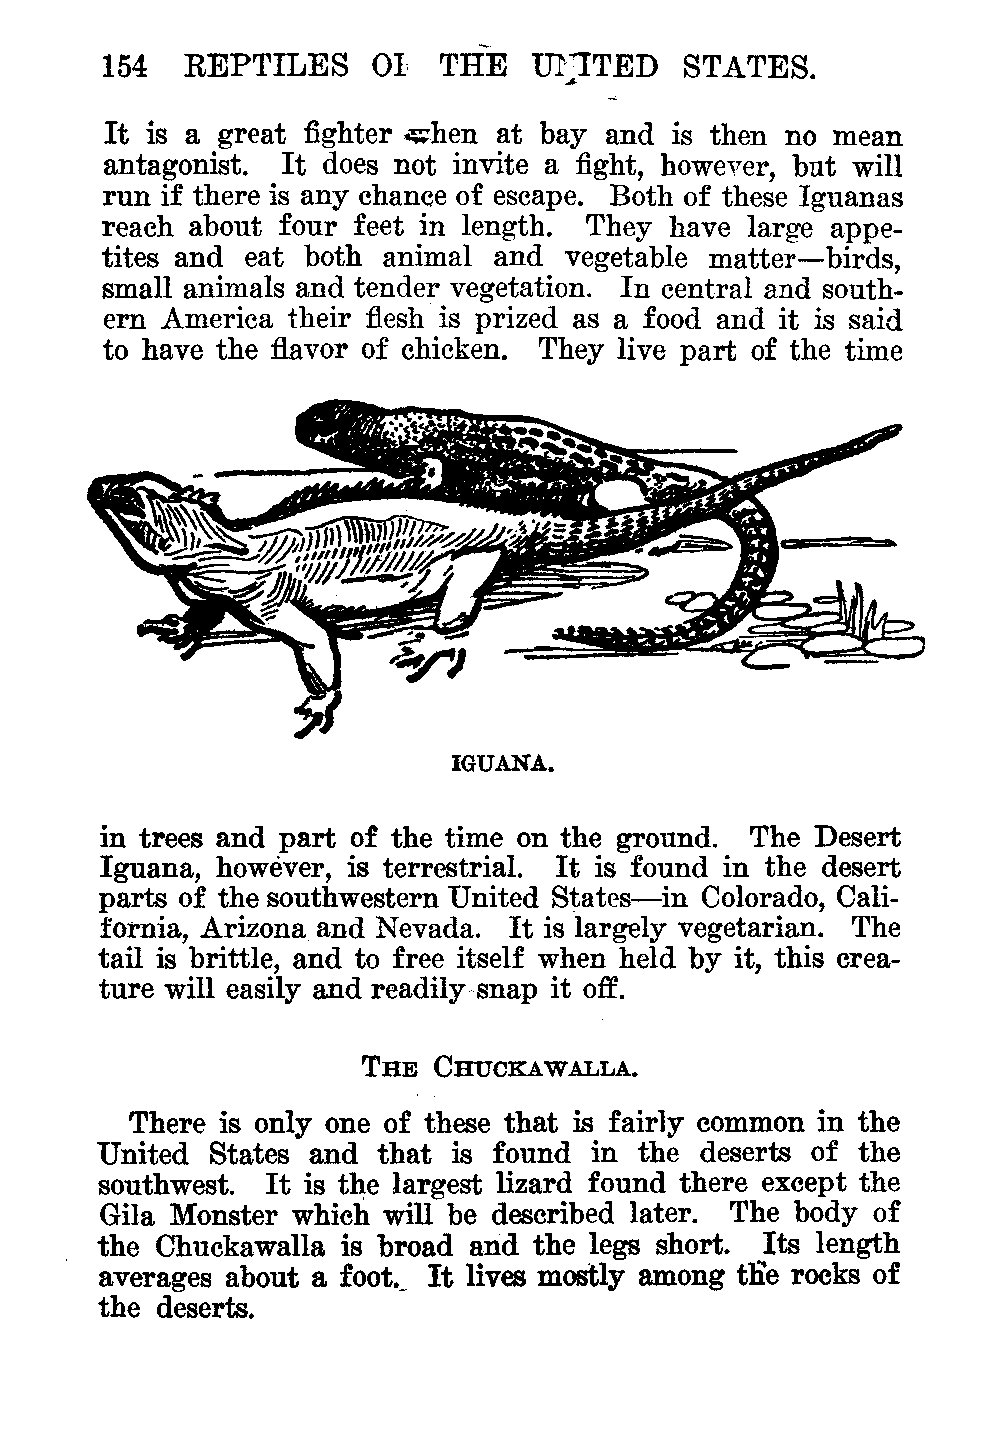 154 REPTILES OF THE UNITED STATES.
It is a great fighter when at bay and is then no mean
antagonist. It does not invite a fight, however, but will
run if there is any chance of escape. Both of these Iguanas
reach about four feet in length. They have large appe-
tites and eat both animal and vegetable matter—birds,
small animals and tender vegetation. In central and south-
ern America their flesh is prized as a food and it is said
to have the flavor of chicken. They live part of the time
IGUANA.
in trees and part of the time on the ground. The Desert
Iguana, however, is terrestrial. It is found in the desert
parts of the southwestern United States—in Colorado, Cali-
fornia, Arizona and Nevada. It is largely vegetarian. The
tail is brittle, and to free itself when held by it, this crea-
ture will easily and readily snap it off.
THE CHUCKAWALLA.
There is only one of these that is fairly common in the
United States and that is found in the deserts of the
southwest. It is the largest lizard found there except the
Gila Monster which will be described later. The body of
the Chuckawalla is broad and the legs short. Its length
averages about a foot. It lives mostly among the rocks of
the deserts.